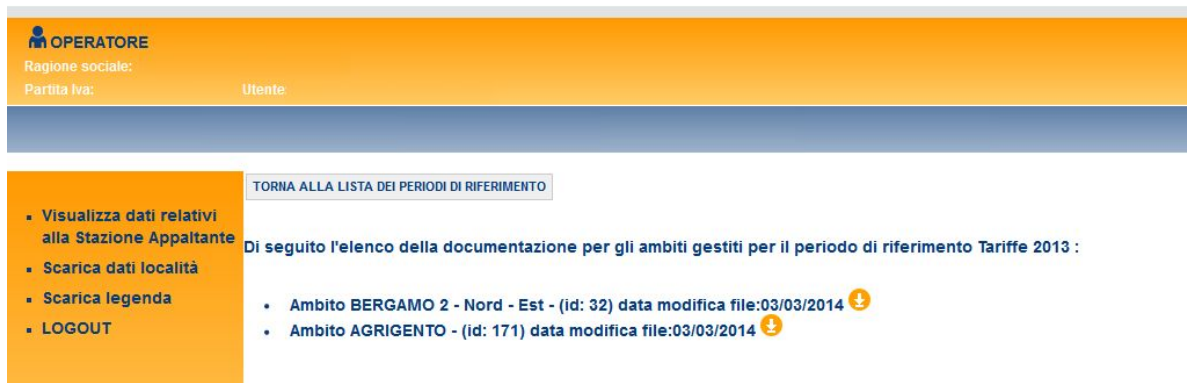 OPERATORE
Ragione sociale:
Partita Iva: Utente:
TORNA ALLA LISTA DEI PERIODI DI RIFERIMENTO
Visualizza dati relativi
alla Stazione Appaltante
Scarica dati località
Scarica legenda
LOGOUT
Di seguito l'elenco della documentazione per gli ambiti gestiti per il periodo di riferimento Tariffe 2013 :
Ambito BERGAMO 2 - Nord - Est - (id: 32) data modifica file:03/03/2014
Ambito AGRIGENTO - (id: 171) data modifica file:03/03/2014